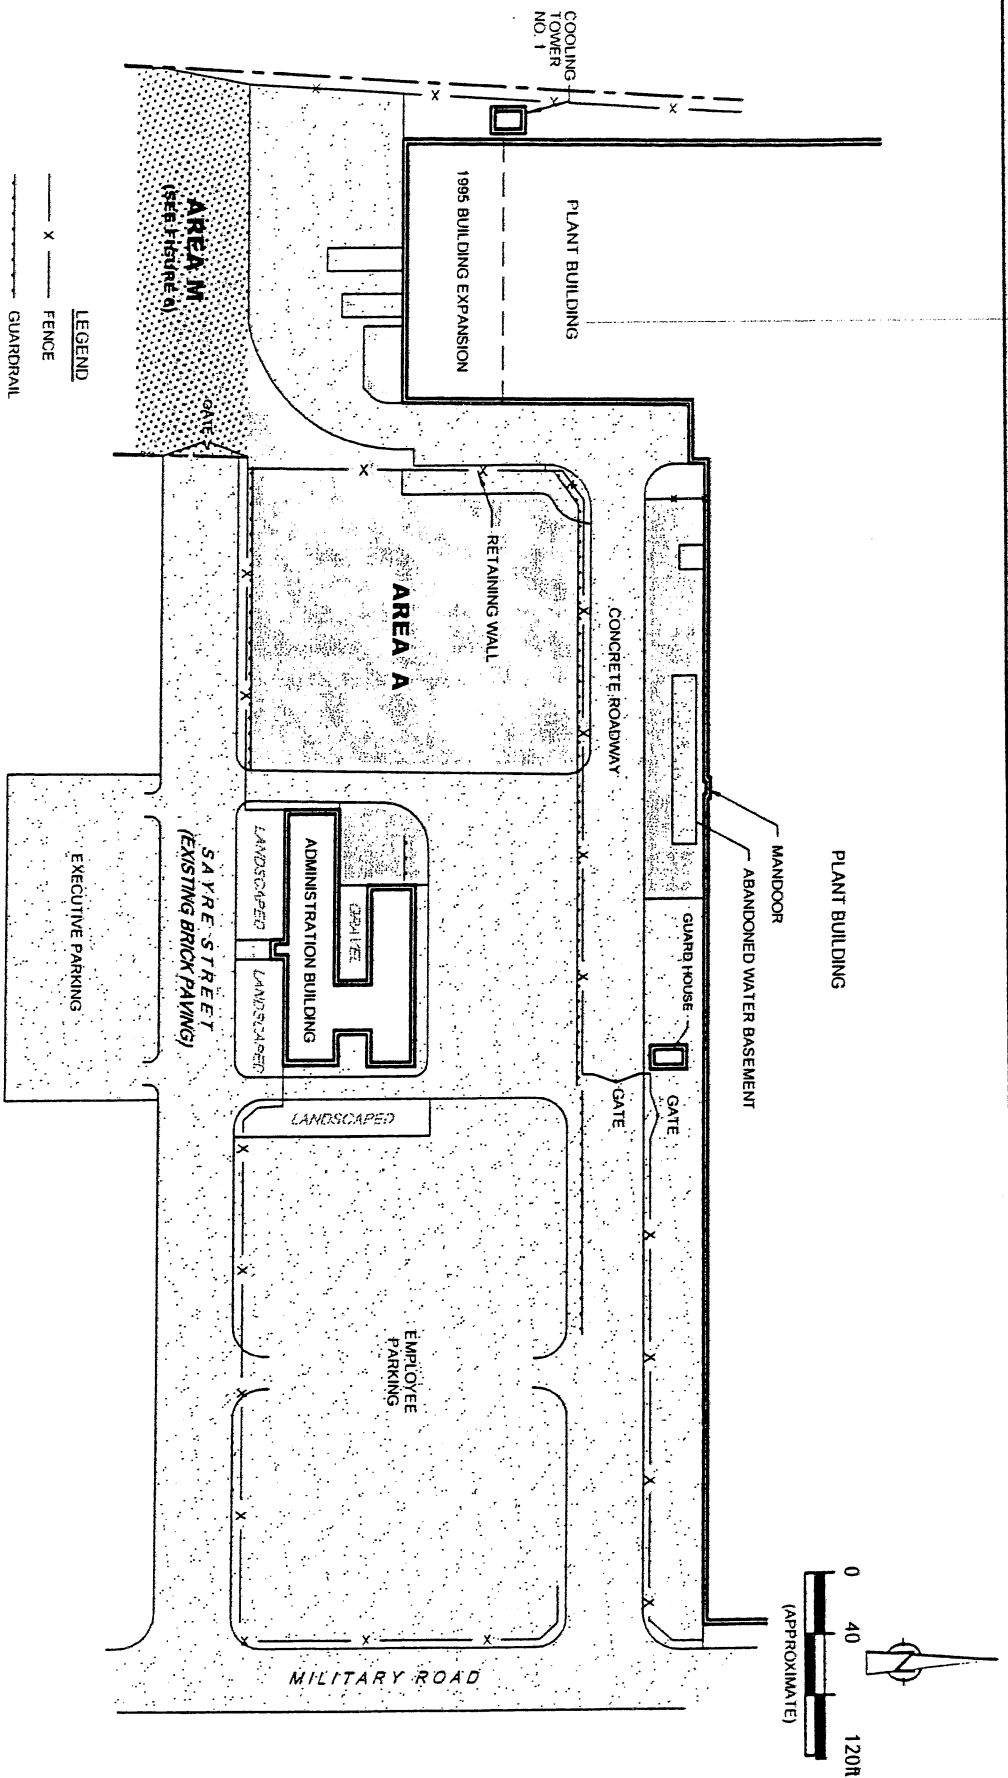 COOLING
TOWER
NO. 1
PLANT BUILDING
1995 BUILDING EXPANSION
AREA M
(SEE FIGURE 6)
GATE
LEGEND
FENCE
GUARDRAIL
RETAINING WALL
AREA A
CONCRETE ROADWAY
PLANT BUILDING
MANDOOR
ABANDONED WATER BASEMENT
GUARD HOUSE
GATE
GATE
LANDSCAPED
ADMINISTRATION BUILDING
GRAVEL
LANDSCAPED
SAYRE STREET
(EXISTING BRICK PAVING)
EXECUTIVE PARKING
LANDSCAPED
EMPLOYEE
PARKING
MILITARY ROAD
0 40 120ft
(APPROXIMATE)
N